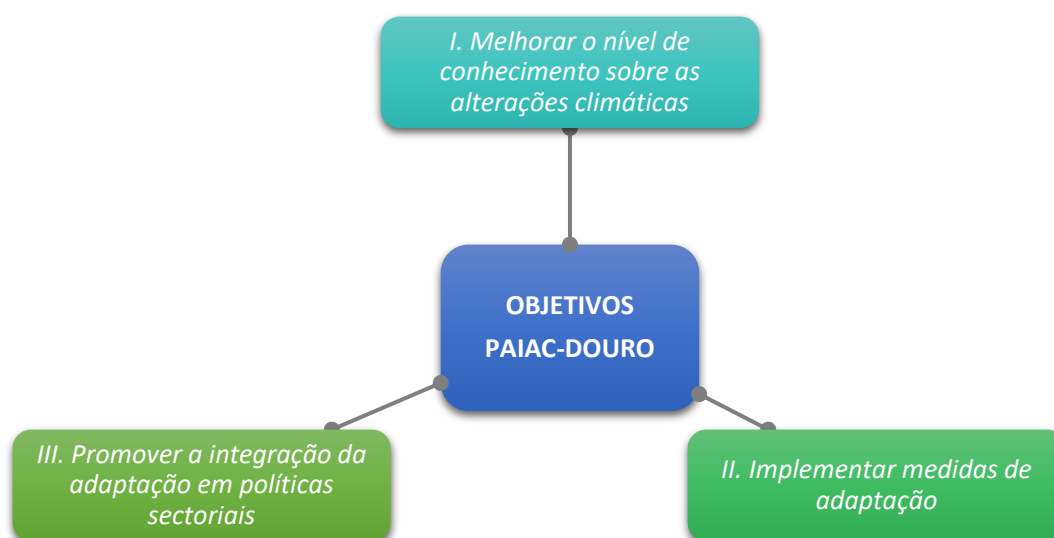 I. Melhorar o nível de
conhecimento sobre as
alterações climáticas
OBJETIVOS
PAIAC-DOURO
III. Promover a integração da
adaptação em políticas
sectoriais
II. Implementar medidas de
adaptação